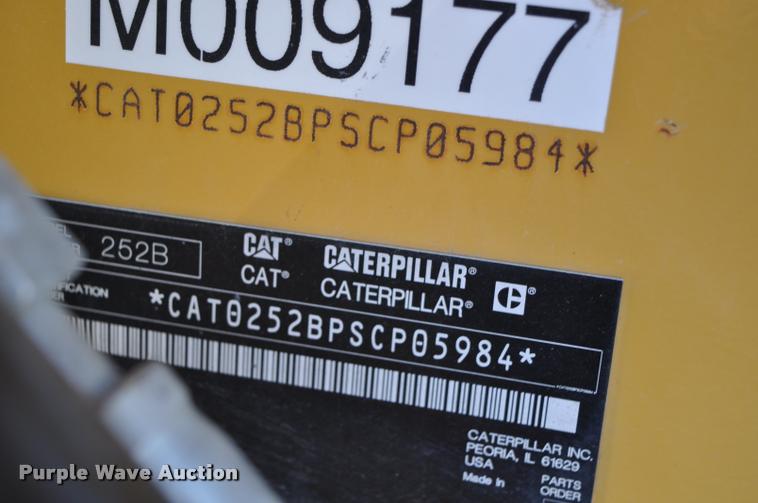 M009177
*CAT0252BPSCP05984*
252B
CAT® CATERPILLAR®
CAT® CATERPILLAR®
*CAT0252BPSCP05984*
CATERPILLAR INC.
PEORIA, IL 61629
USA
Made in
PARTS
ORDER
Purple Wave Auction